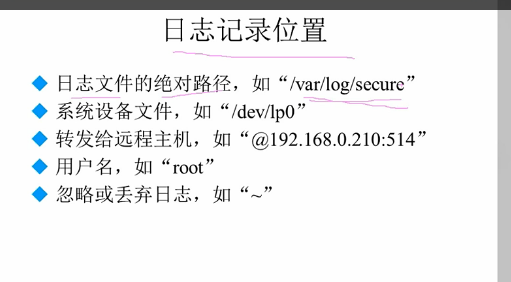 日志记录位置
日志文件的绝对路径，如“/var/log/secure”
系统设备文件，如“/dev/lp0”
转发给远程主机，如“@192.168.0.210:514”
用户名，如“root”
忽略或丢弃日志，如“~”